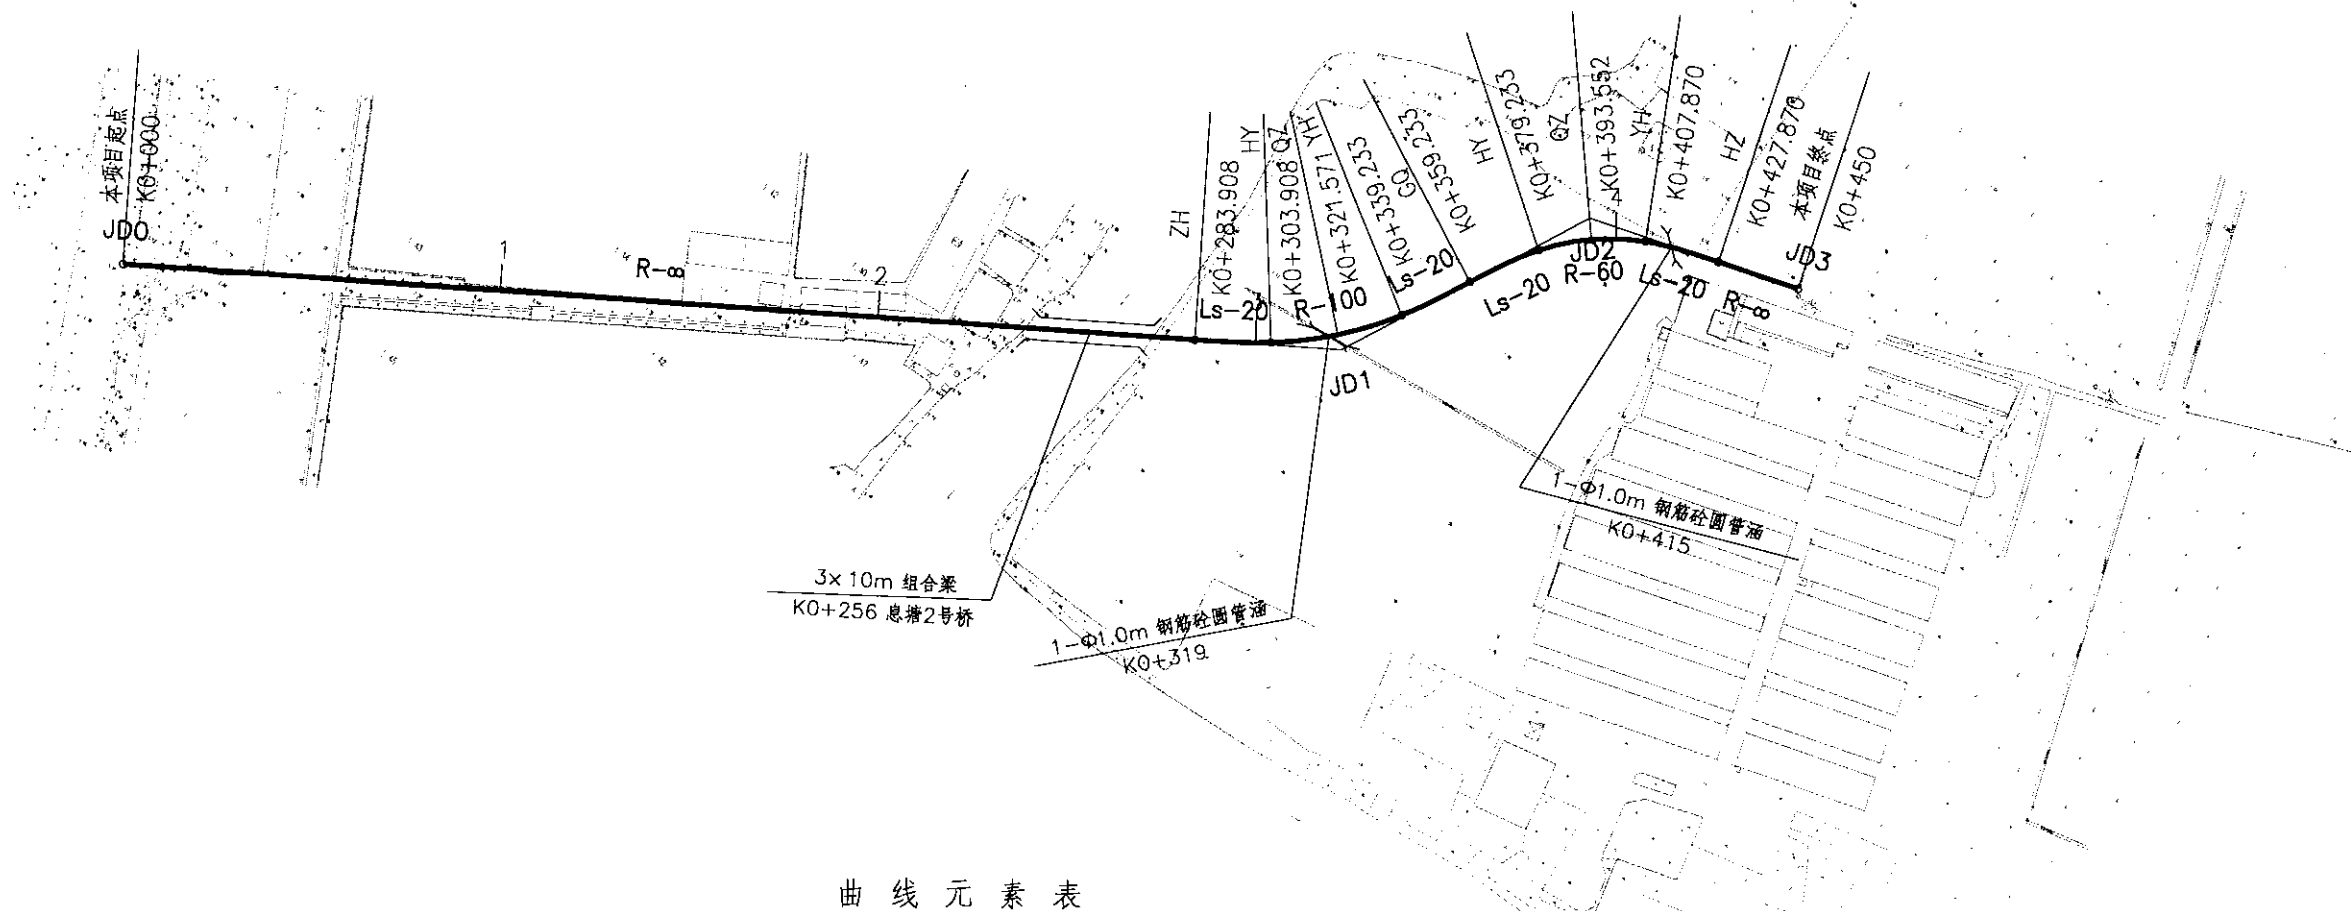 本项目起点
K0+000
JD0
1
R-∞
2
ZH
K0+283.908
Ls-20
HY
K0+303.908
QZ
K0+321.571
R-100
YH
K0+339.233
GQ
K0+359.233
Ls-20
JD1
HY
K0+379.233
Ls-20
QZ
K0+393.552
JD2
R-60
YH
K0+407.870
Ls-20
HZ
K0+427.870
R-∞
本项目终点
K0+450
JD3
4
3x10m 组合梁
K0+256 息塘2号桥
1-Φ1.0m 钢筋砼圆管涵
K0+319
1-Φ1.0m 钢筋砼圆管涵
K0+415
曲线元素表